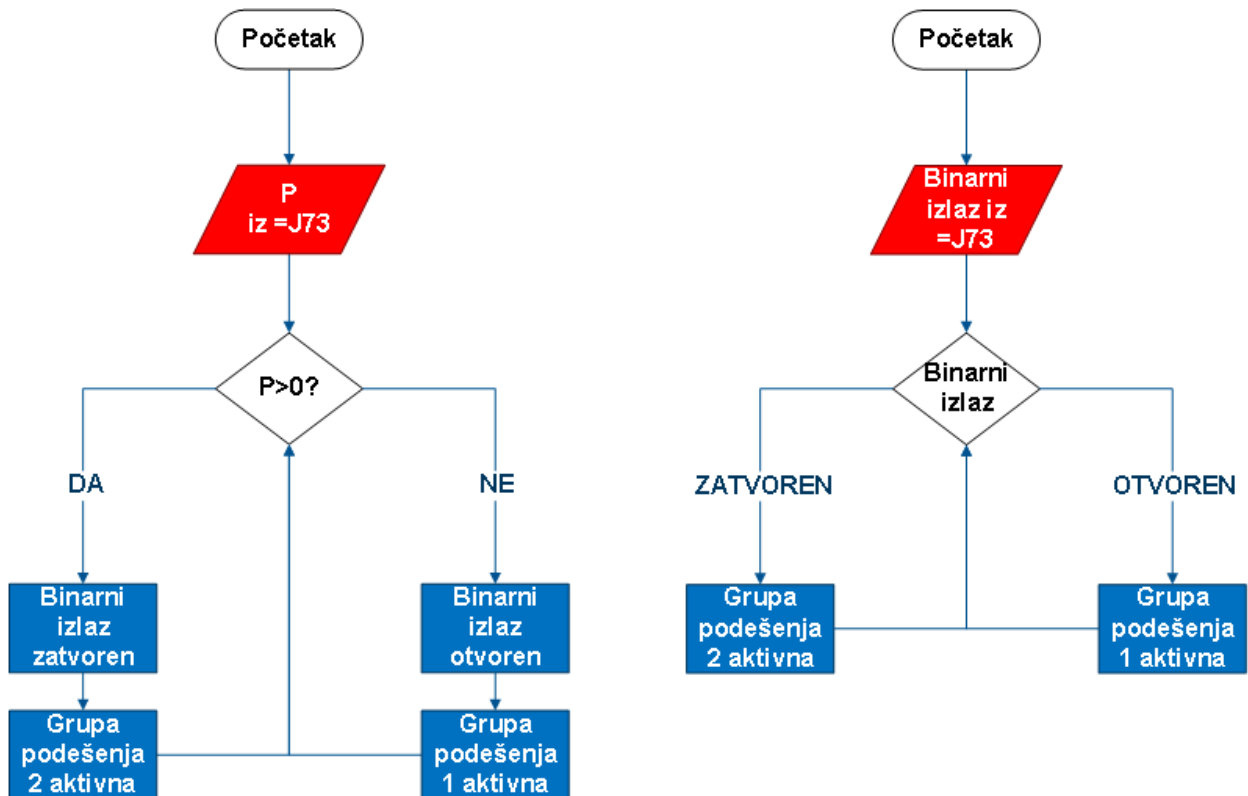 Početak
P
iz =J73
P>0?
DA
NE
Binarni
izlaz
zatvoren
Binarni
izlaz
otvoren
Grupa
podešenja
2 aktivna
Grupa
podešenja
1 aktivna
Početak
Binarni
izlaz iz
=J73
Binarni
izlaz
ZATVOREN
OTVOREN
Grupa
podešenja
2 aktivna
Grupa
podešenja
1 aktivna